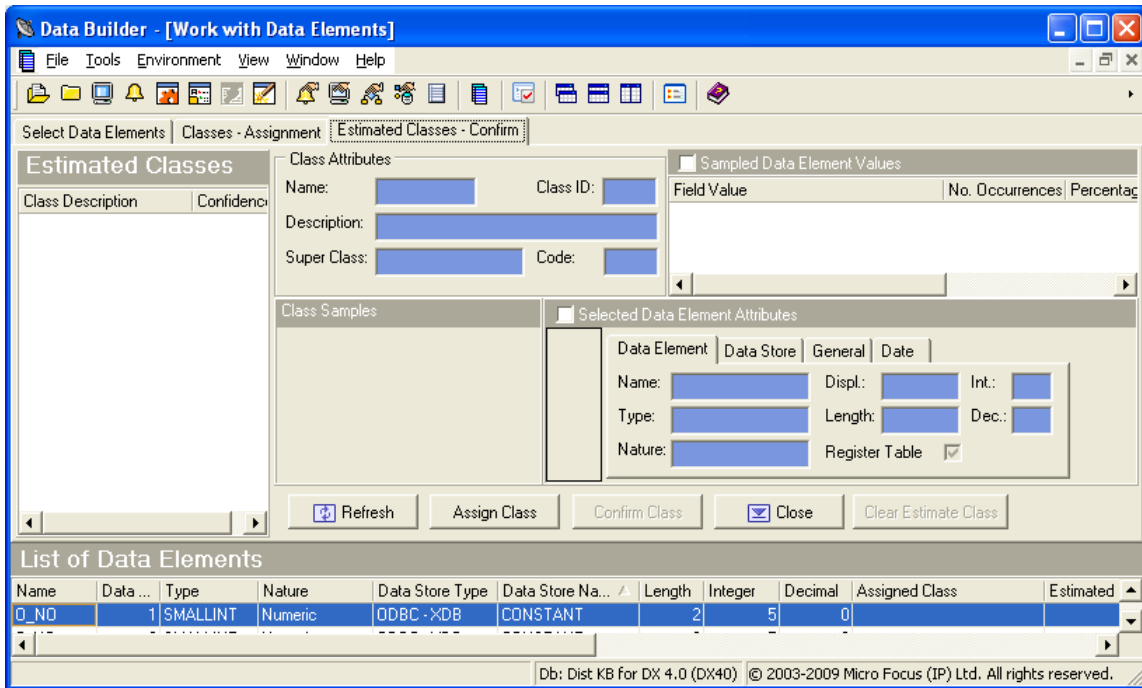 Data Builder - [Work with Data Elements]
File Tools Environment View Window Help
Select Data Elements Classes - Assignment Estimated Classes - Confirm
Estimated Classes
Class Description Confidenc
Class Attributes
Name: Class ID:
Description:
Super Class: Code:
Sampled Data Element Values
Field Value No. Occurrences Percentag
Class Samples
Selected Data Element Attributes
Data Element Data Store General Date
Name: Displ.: Int.:
Type: Length: Dec.:
Nature: Register Table
Refresh Assign Class Confirm Class Close Clear Estimate Class
List of Data Elements
Name Data ... Type Nature Data Store Type Data Store Na... Length Integer Decimal Assigned Class Estimated
O_NO 1 SMALLINT Numeric ODBC - XDB CONSTANT 2 5 0
Db: Dist KB for DX 4.0 (DX40) © 2003-2009 Micro Focus (IP) Ltd. All rights reserved.